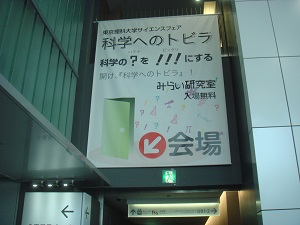 東京理科大学サイエンスフェア
科学へのトビラ
科学の?を!!!にする
開け、『科学へのトビラ』!
みらい研究室
入場無料
会場